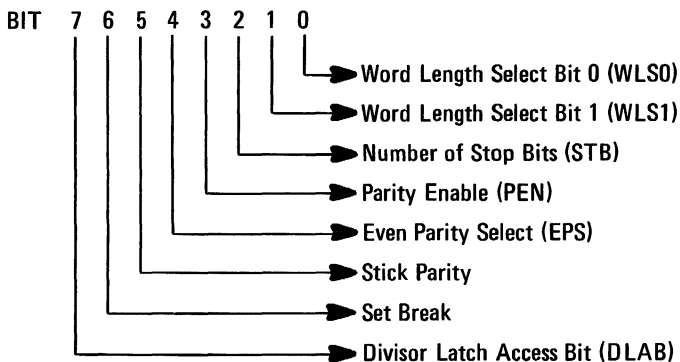 BIT 7 6 5 4 3 2 1 0
Word Length Select Bit 0 (WLS0)
Word Length Select Bit 1 (WLS1)
Number of Stop Bits (STB)
Parity Enable (PEN)
Even Parity Select (EPS)
Stick Parity
Set Break
Divisor Latch Access Bit (DLAB)